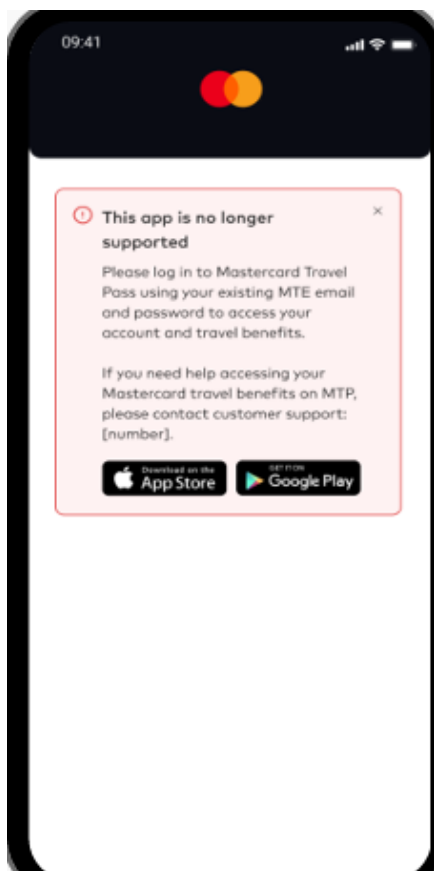 09:41
This app is no longer
supported
Please log in to Mastercard Travel
Pass using your existing MTE email
and password to access your
account and travel benefits.
If you need help accessing your
Mastercard travel benefits on MTP,
please contact customer support:
[number].
Download on the
App Store
GET IT ON
Google Play